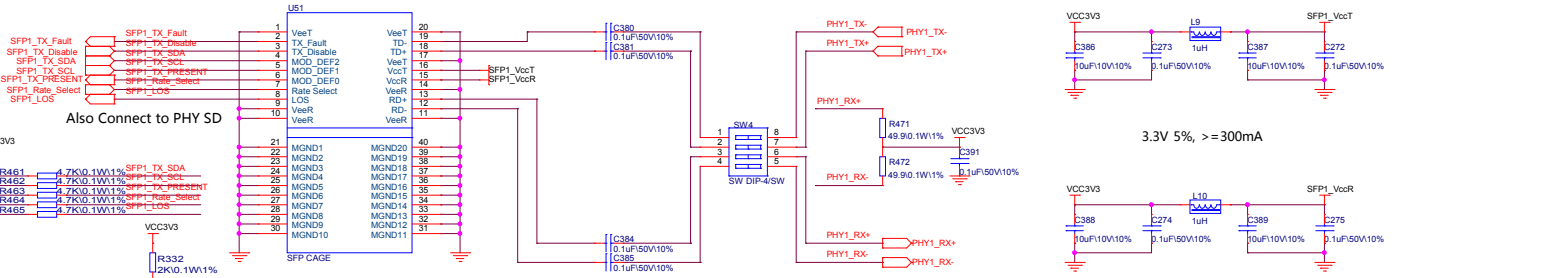 U51
SFP1_TX_Fault
SFP1_TX_Disable
SFP1_TX_SDA
SFP1_TX_SCL
SFP1_TX_PRESENT
SFP1_Rate_Select
SFP1_LOS
SFP1_TX_Fault
SFP1_TX_Disable
SFP1_TX_SDA
SFP1_TX_SCL
SFP1_TX_PRESENT
SFP1_Rate_Select
SFP1_LOS
Also Connect to PHY SD
1 VeeT VeeT 20
2 TX_Fault TD- 19
3 TX_Disable TD+ 18
4 MOD_DEF2 VeeT 17
5 MOD_DEF1 VccT 16
6 MOD_DEF0 VccR 15
7 Rate Select VeeR 14
8 LOS RD+ 13
9 VeeR RD- 12
10 VeeR VeeR 11
21 MGND1 MGND20 40
22 MGND2 MGND19 39
23 MGND3 MGND18 38
24 MGND4 MGND17 37
25 MGND5 MGND16 36
26 MGND6 MGND15 35
27 MGND7 MGND14 34
28 MGND8 MGND13 33
29 MGND9 MGND12 32
30 MGND10 MGND11 31
SFP CAGE
3V3
R461 4.7K\0.1W\1% SFP1_TX_SDA
R462 4.7K\0.1W\1% SFP1_TX_SCL
R463 4.7K\0.1W\1% SFP1_TX_PRESENT
R464 4.7K\0.1W\1% SFP1_Rate_Select
R465 4.7K\0.1W\1% SFP1_LOS
VCC3V3
R332
2K\0.1W\1%
SFP1_VccT
SFP1_VccR
C380
0.1uF\50V\10%
C381
0.1uF\50V\10%
C384
0.1uF\50V\10%
C385
0.1uF\50V\10%
SW4
1 8
2 7
3 6
4 5
SW DIP-4/SW
PHY1_TX- PHY1_TX-
PHY1_TX+ PHY1_TX+
PHY1_RX+
R471
49.9\0.1W\1%
R472
49.9\0.1W\1%
PHY1_RX-
VCC3V3
C391
0.1uF\50V\10%
PHY1_RX+ PHY1_RX+
PHY1_RX- PHY1_RX-
VCC3V3 L9 SFP1_VccT
1uH
C386 C273 C387 C272
10uF\10V\10% 0.1uF\50V\10% 10uF\10V\10% 0.1uF\50V\10%
3.3V 5%, >=300mA
VCC3V3 L10 SFP1_VccR
1uH
C388 C274 C389 C275
10uF\10V\10% 0.1uF\50V\10% 10uF\10V\10% 0.1uF\50V\10%